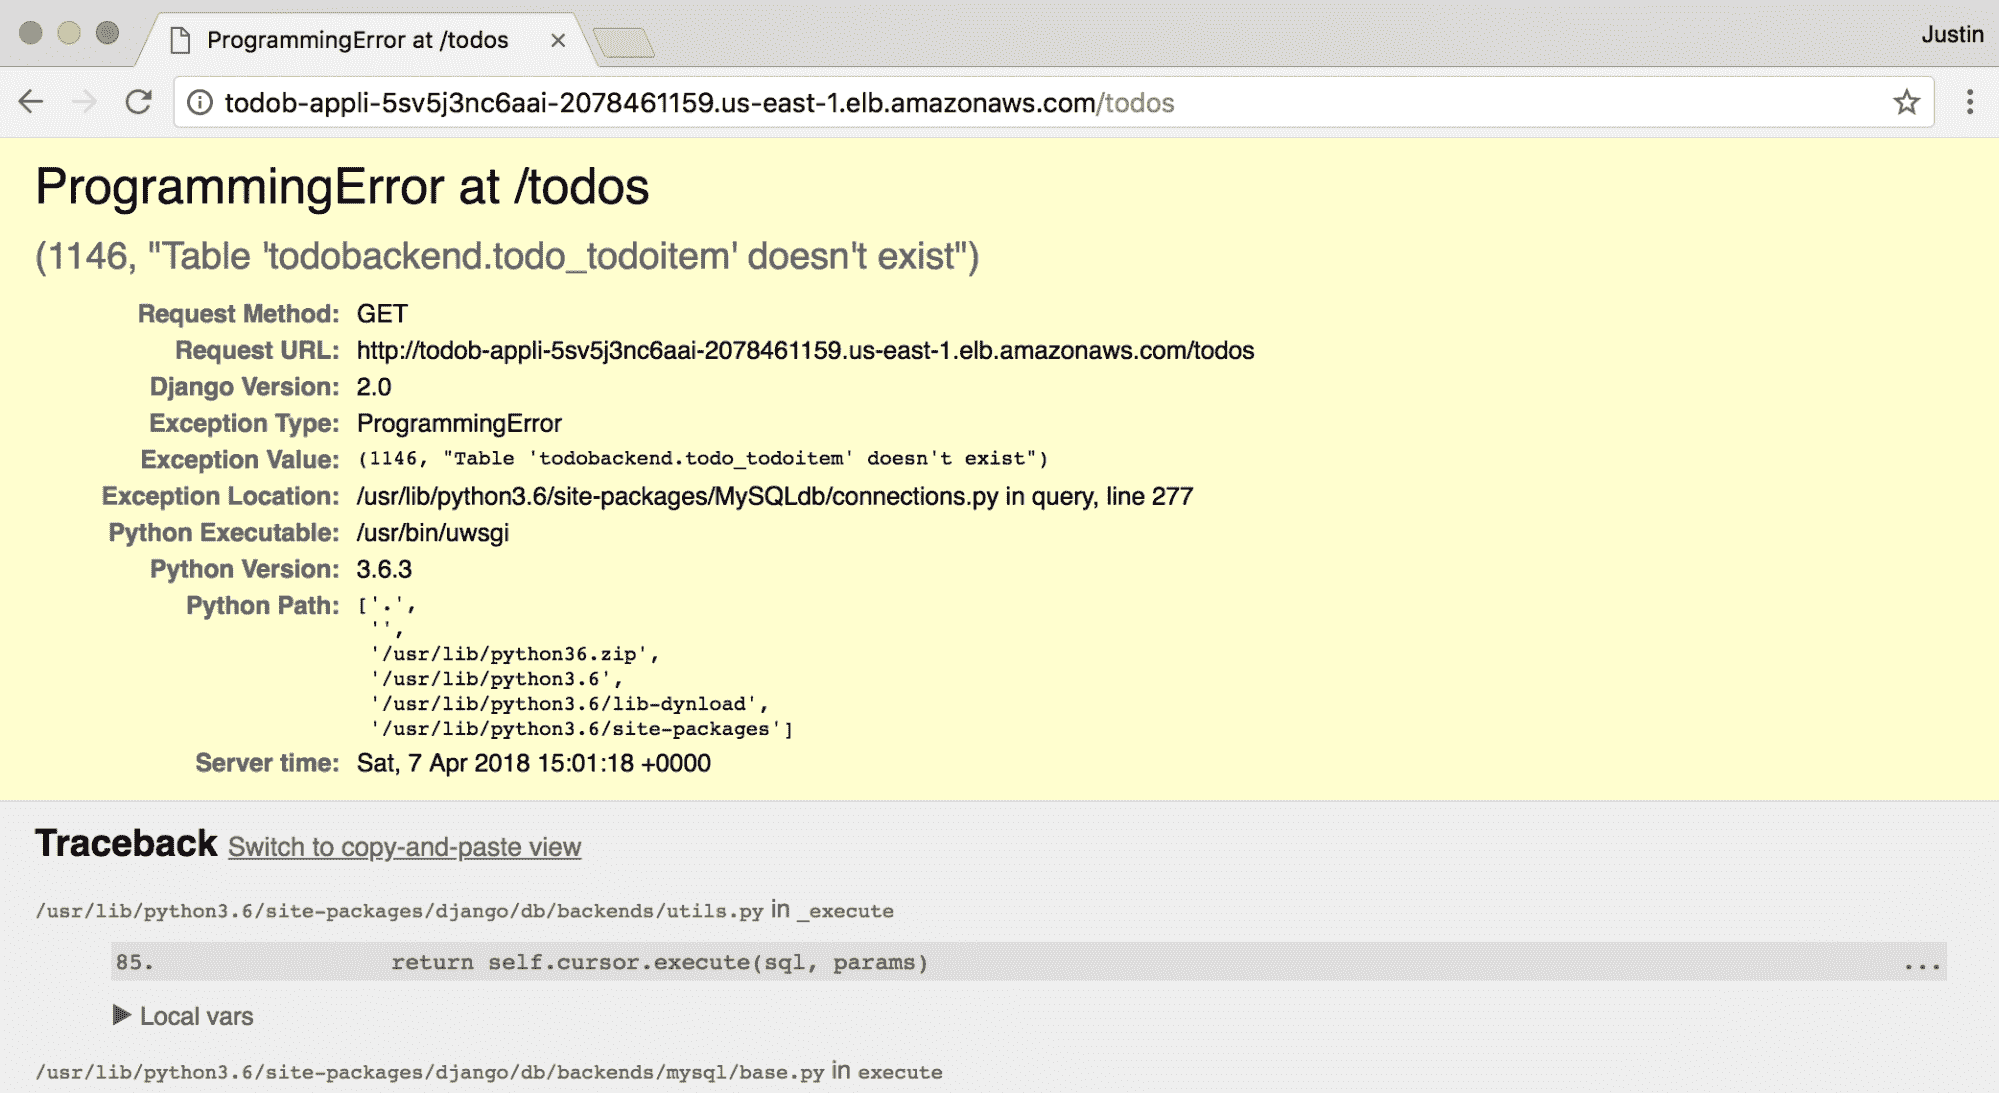 ProgrammingError at /todos
Justin
todob-appli-5sv5j3nc6aai-2078461159.us-east-1.elb.amazonaws.com/todos
ProgrammingError at /todos
(1146, "Table 'todobackend.todo_todoitem' doesn't exist")
Request Method: GET
Request URL: http://todob-appli-5sv5j3nc6aai-2078461159.us-east-1.elb.amazonaws.com/todos
Django Version: 2.0
Exception Type: ProgrammingError
Exception Value: (1146, "Table 'todobackend.todo_todoitem' doesn't exist")
Exception Location: /usr/lib/python3.6/site-packages/MySQLdb/connections.py in query, line 277
Python Executable: /usr/bin/uwsgi
Python Version: 3.6.3
Python Path: ['.',
'',
'/usr/lib/python36.zip',
'/usr/lib/python3.6',
'/usr/lib/python3.6/lib-dynload',
'/usr/lib/python3.6/site-packages']
Server time: Sat, 7 Apr 2018 15:01:18 +0000
Traceback Switch to copy-and-paste view
/usr/lib/python3.6/site-packages/django/db/backends/utils.py in _execute
85. return self.cursor.execute(sql, params) ...
Local vars
/usr/lib/python3.6/site-packages/django/db/backends/mysql/base.py in execute